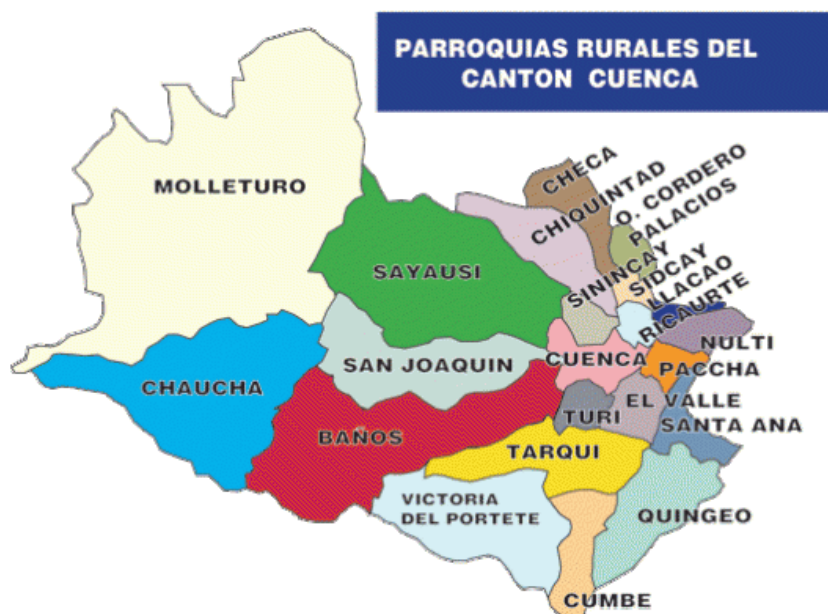 PARROQUIAS RURALES DEL
CANTON CUENCA
MOLLETURO
CHECA
CHIQUINTAD
O. CORDERO
PALACIOS
SAYAUSI
SININCAY
SIDCAY
LLACAO
RICAURTE
NULTI
SAN JOAQUIN
CUENCA
PACCHA
CHAUCHA
EL VALLE
TURI
SANTA ANA
BAÑOS
TARQUI
VICTORIA
DEL PORTETE
QUINGEO
CUMBE